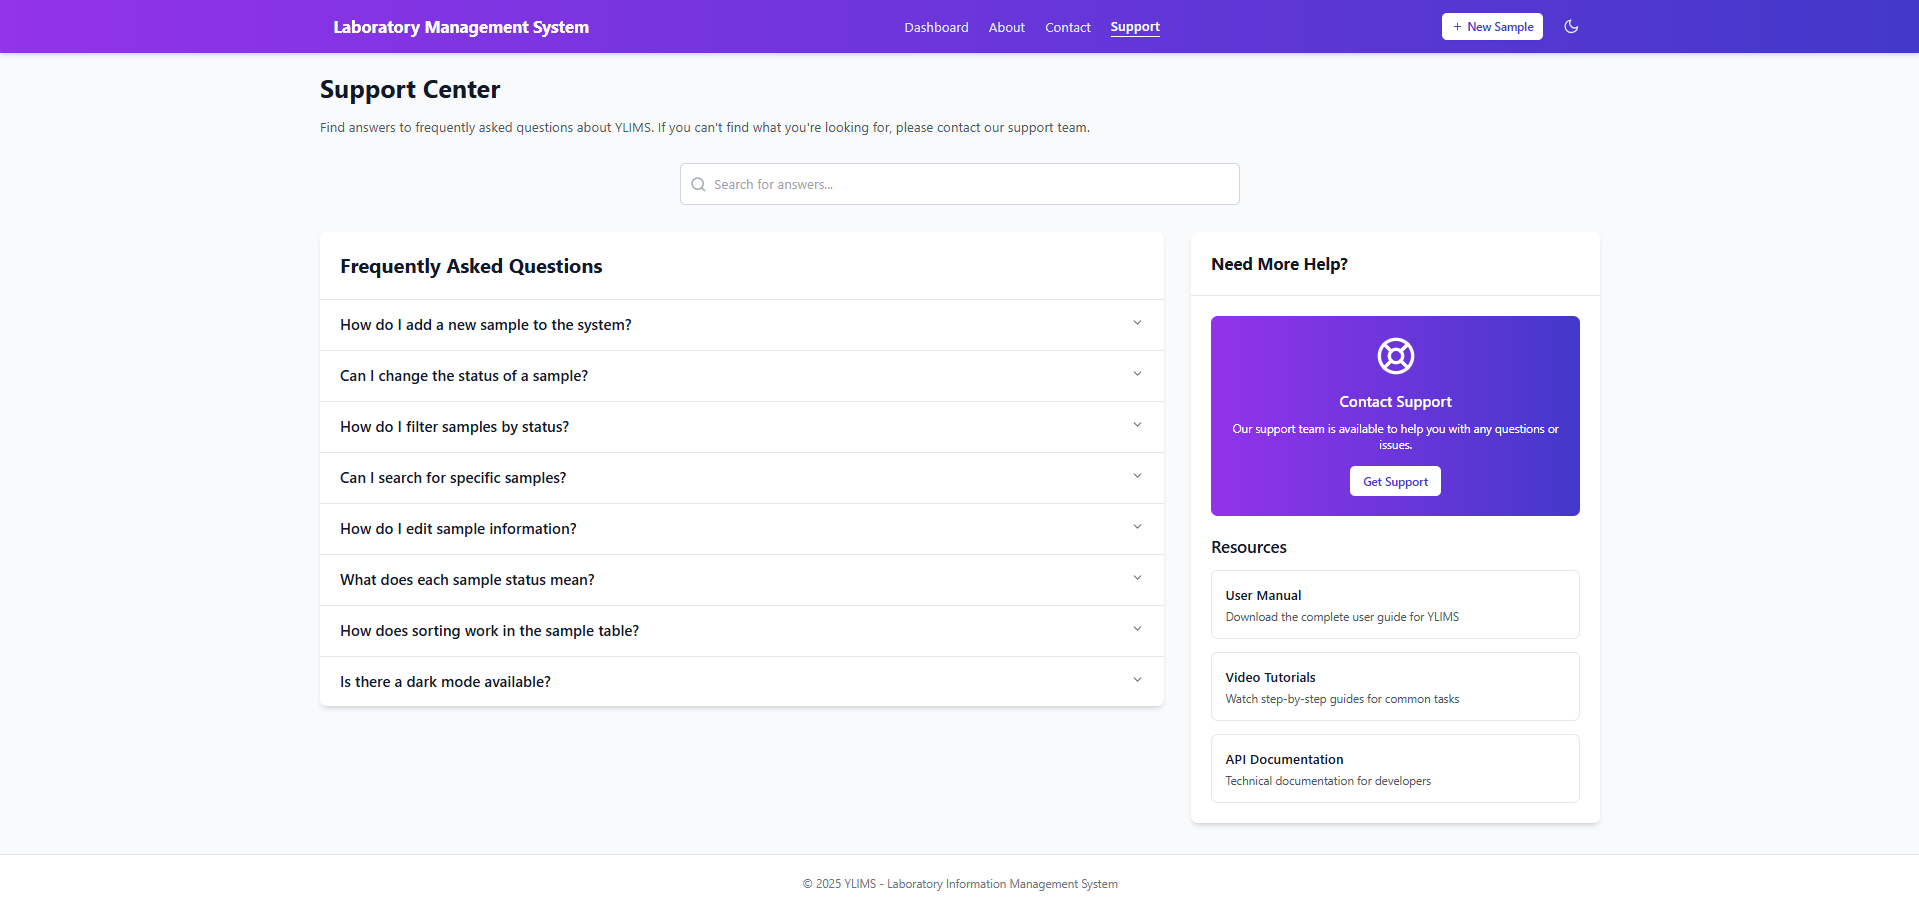 Laboratory Management System
Dashboard
About
Contact
Support
+ New Sample
Support Center
Find answers to frequently asked questions about YLIMS. If you can't find what you're looking for, please contact our support team.
Search for answers...
Frequently Asked Questions
How do I add a new sample to the system?
Can I change the status of a sample?
How do I filter samples by status?
Can I search for specific samples?
How do I edit sample information?
What does each sample status mean?
How does sorting work in the sample table?
Is there a dark mode available?
Need More Help?
Contact Support
Our support team is available to help you with any questions or
issues.
Get Support
Resources
User Manual
Download the complete user guide for YLIMS
Video Tutorials
Watch step-by-step guides for common tasks
API Documentation
Technical documentation for developers
© 2025 YLIMS - Laboratory Information Management System